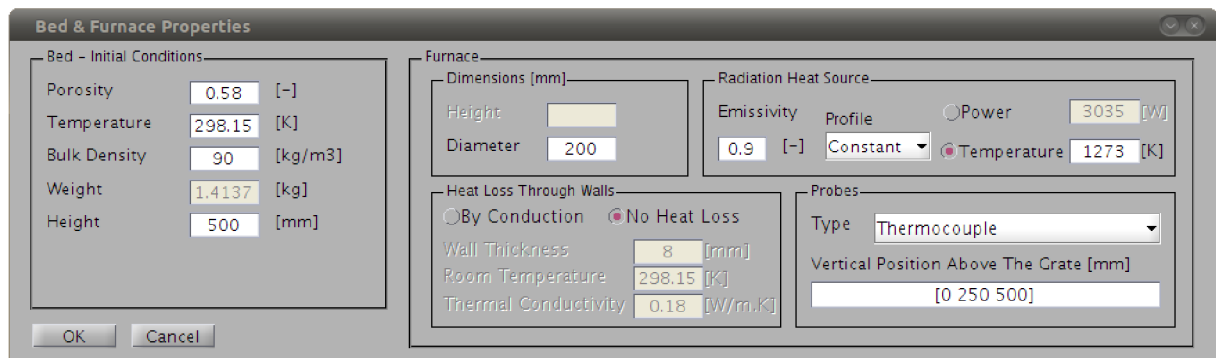 Bed & Furnace Properties
Bed - Initial Conditions
Porosity 0.58 [-]
Temperature 298.15 [K]
Bulk Density 90 [kg/m3]
Weight 1.4137 [kg]
Height 500 [mm]
OK Cancel
Furnace
Dimensions [mm]
Height
Diameter 200
Radiation Heat Source
Emissivity
0.9 [-]
Profile
Constant
Power 3035 [W]
Temperature 1273 [K]
Heat Loss Through Walls
By Conduction No Heat Loss
Wall Thickness 8 [mm]
Room Temperature 298.15 [K]
Thermal Conductivity 0.18 [W/m.K]
Probes
Type Thermocouple
Vertical Position Above The Grate [mm]
[0 250 500]